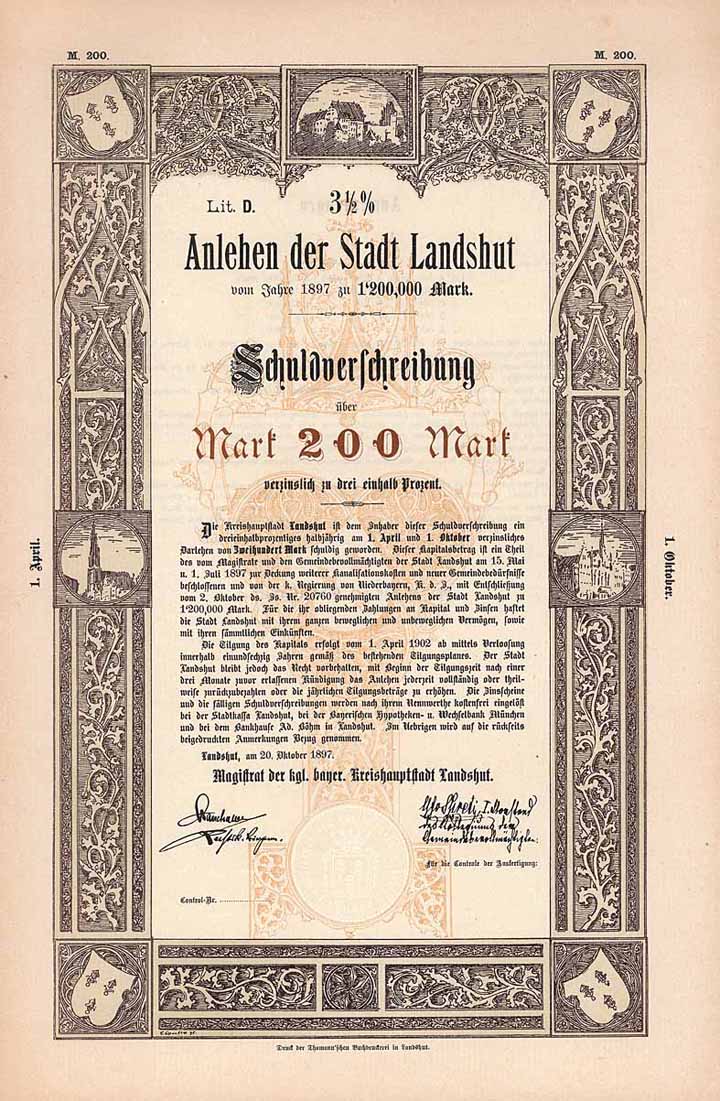 M. 200.
M. 200.
Lit. D.
3½%
Anlehen der Stadt Landshut
vom Jahre 1897 zu 1'200,000 Mark.
Schuldverschreibung
über
Mark 200 Mark
verzinslich zu drei einhalb Prozent.
Die Kreishauptstadt Landshut ist dem Inhaber dieser Schuldverschreibung ein
dreieinhalbprozentiges halbjährig am 1. April und 1. Oktober verzinsliches
Darlehen von Zweihundert Mark schuldig geworden. Dieser Kapitalsbetrag ist ein Theil
des vom Magistrate und den Gemeindebevollmächtigten der Stadt Landshut am 15. Mai
u. 1. Juli 1897 zur Deckung weiterer Kanalisationskosten und neuer Gemeindebedürfnisse
beschlossenen und von der k. Regierung von Niederbayern, K. d. J., mit Entschließung
vom 2. Oktober ds. Js. Nr. 20760 genehmigten Anlehens der Stadt Landshut zu
1'200,000 Mark. Für die ihr obliegenden Zahlungen an Kapital und Zinsen haftet
die Stadt Landshut mit ihrem ganzen beweglichen und unbeweglichen Vermögen, sowie
mit ihren sämmtlichen Einkünften.
Die Tilgung des Kapitals erfolgt vom 1. April 1902 ab mittels Verloosung
innerhalb einundsechzig Jahren gemäß des bestehenden Tilgungsplanes. Der Stadt
Landshut bleibt jedoch das Recht vorbehalten, mit Beginn der Tilgungszeit nach einer
drei Monate zuvor erlassenen Kündigung das Anlehen jederzeit vollständig oder theil-
weise zurückzubezahlen oder die jährlichen Tilgungsbeträge zu erhöhen. Die Zinsscheine
und die fälligen Schuldverschreibungen werden nach ihrem Nennwerthe kostenfrei eingelöst
bei der Stadtkassa Landshut, bei der Bayerischen Hypotheken- u. Wechselbank München
und bei dem Bankhause Ad. Böhm in Landshut. Im Uebrigen wird auf die rückseits
beigedruckten Anmerkungen Bezug genommen.
Landshut, am 20. Oktober 1897.
Magistrat der kgl. bayer. Kreishauptstadt Landshut.
I. Vorstand
des Kollegiums der
Gemeindebevollmächtigten.
Für die Controle der Ausfertigung:
Control-Nr.
1. April.
1. Oktober.
Druck der Thomann'schen Buchdruckerei in Landshut.